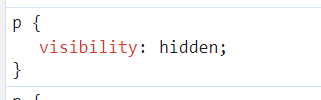 p {
visibility: hidden;
}